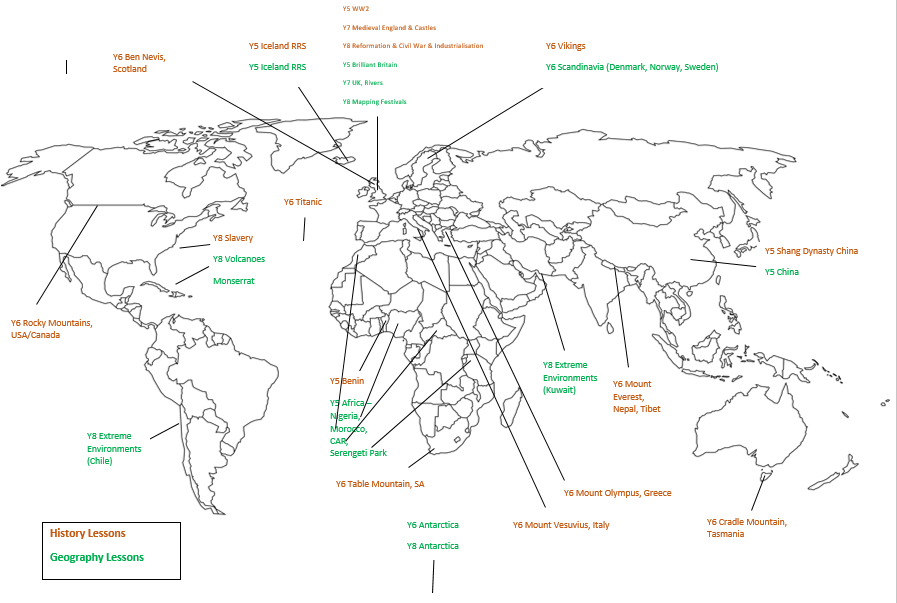 Y5 WW2
Y7 Medieval England & Castles
Y8 Reformation & Civil War & Industrialisation
Y5 Brilliant Britain
Y7 UK, Rivers
Y8 Mapping Festivals
Y6 Ben Nevis,
Scotland
Y5 Iceland RRS
Y5 Iceland RRS
Y6 Vikings
Y6 Scandinavia (Denmark, Norway, Sweden)
Y6 Titanic
Y8 Slavery
Y8 Volcanoes
Monserrat
Y5 Shang Dynasty China
Y5 China
Y6 Rocky Mountains,
USA/Canada
Y5 Benin
Y5 Africa –
Nigeria,
Morocco,
CAR,
Serengeti Park
Y8 Extreme
Environments
(Kuwait)
Y6 Mount
Everest,
Nepal, Tibet
Y8 Extreme
Environments
(Chile)
Y6 Table Mountain, SA
Y6 Mount Olympus, Greece
Y6 Mount Vesuvius, Italy
Y6 Cradle Mountain,
Tasmania
Y6 Antarctica
Y8 Antarctica
History Lessons
Geography Lessons